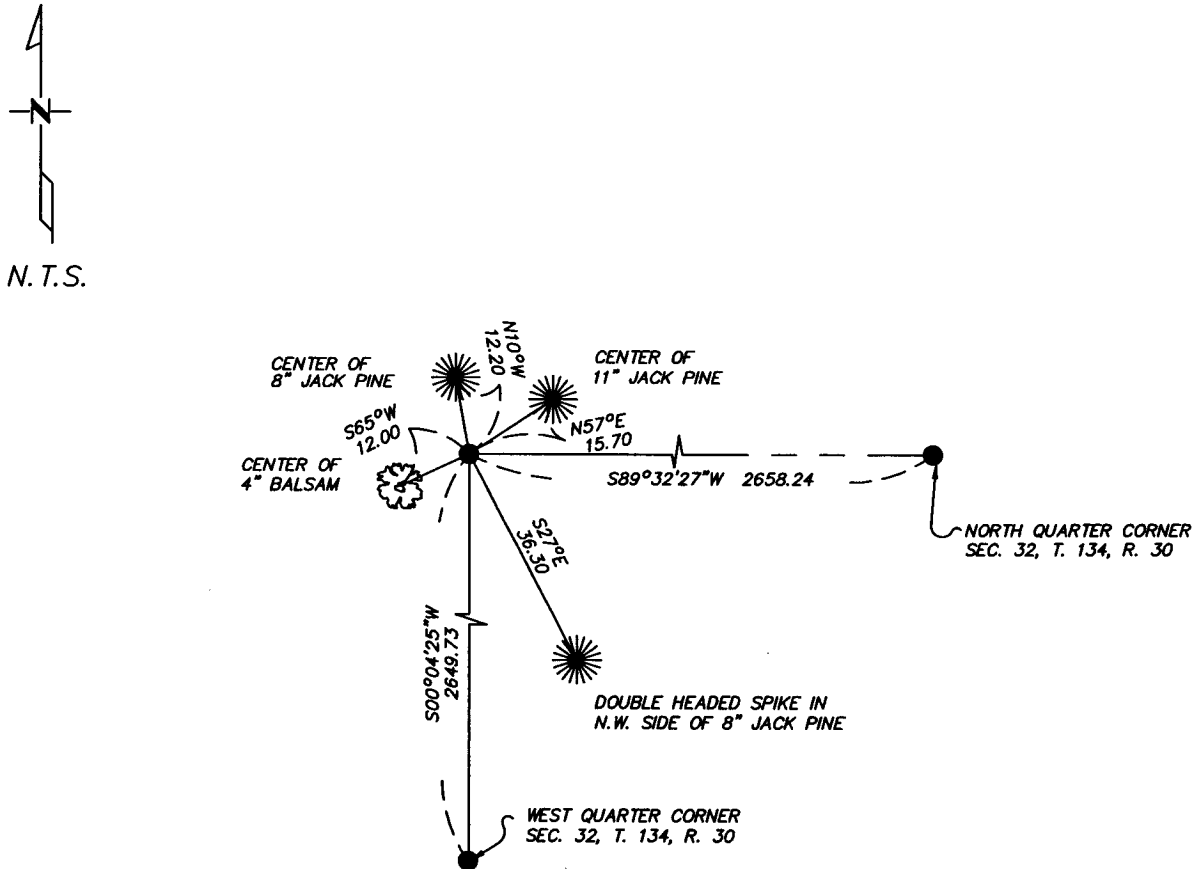 N
N.T.S.
N10°W
12.20
CENTER OF
8" JACK PINE
CENTER OF
11" JACK PINE
S65°W
12.00
N57°E
15.70
CENTER OF
4" BALSAM
S89°32'27"W 2658.24
NORTH QUARTER CORNER
SEC. 32, T. 134, R. 30
S27°E
36.30
S00°04'25"W
2649.73
DOUBLE HEADED SPIKE IN
N.W. SIDE OF 8" JACK PINE
WEST QUARTER CORNER
SEC. 32, T. 134, R. 30